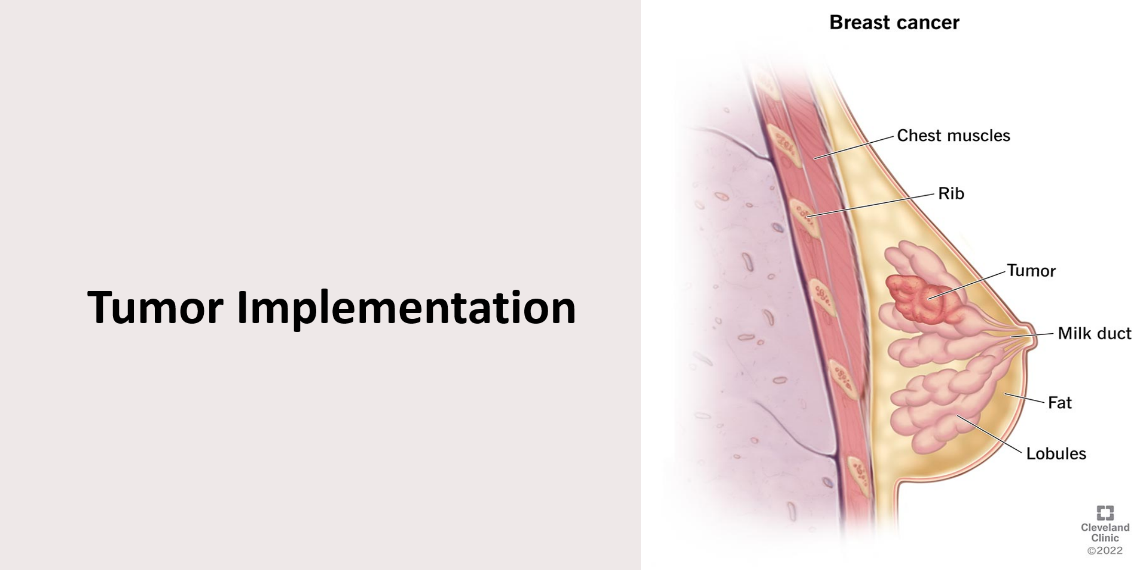 Tumor Implementation
Breast cancer
Chest muscles
Rib
Tumor
Milk duct
Fat
Lobules
Cleveland
Clinic
©2022